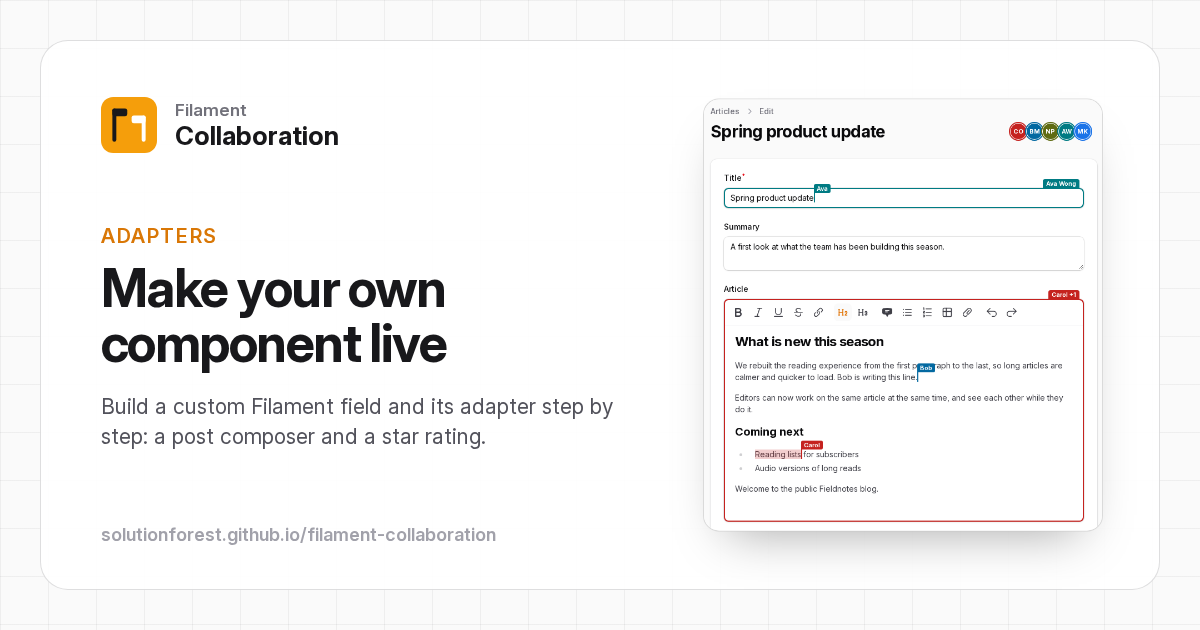 Filament
Collaboration
ADAPTERS
Make your own
component live
Build a custom Filament field and its adapter step by
step: a post composer and a star rating.
solutionforest.github.io/filament-collaboration
Articles > Edit
Spring product update
CO BM NP AW MK
Title*
Ava
Ava Wong
Spring product update
Summary
A first look at what the team has been building this season.
Article
Carol +1
B I U S H2 H3
What is new this season
We rebuilt the reading experience from the first aph to the last, so long articles are
Bob
calmer and quicker to load. Bob is writing this line.
Editors can now work on the same article at the same time, and see each other while they
do it.
Coming next
Carol
Reading lists for subscribers
Audio versions of long reads
Welcome to the public Fieldnotes blog.